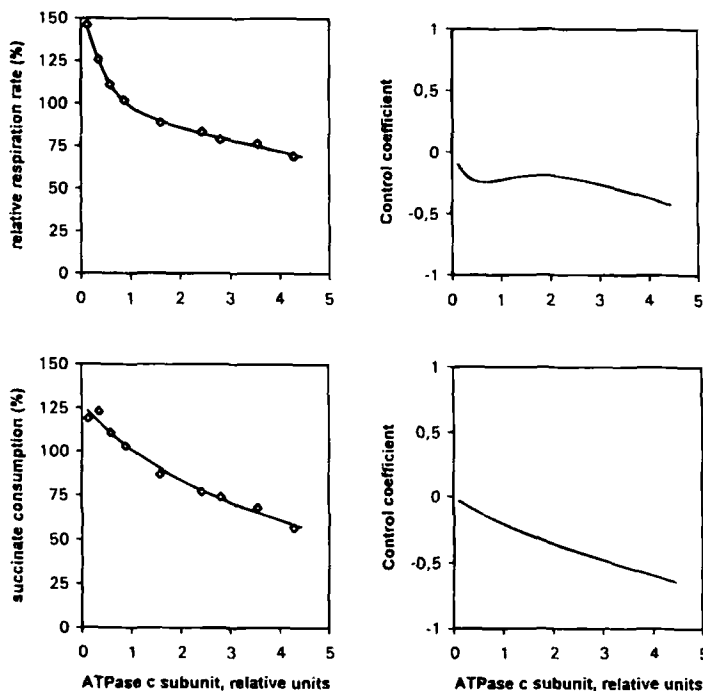 relative respiration rate (%)
150
125
100
75
50
25
0
0 1 2 3 4 5
Control coefficient
1
0,5
0
-0,5
-1
0 1 2 3 4 5
succinate consumption (%)
150
125
100
75
50
25
0
0 1 2 3 4 5
ATPase c subunit, relative units
Control coefficient
1
0,5
0
-0,5
-1
0 1 2 3 4 5
ATPase c subunit, relative units